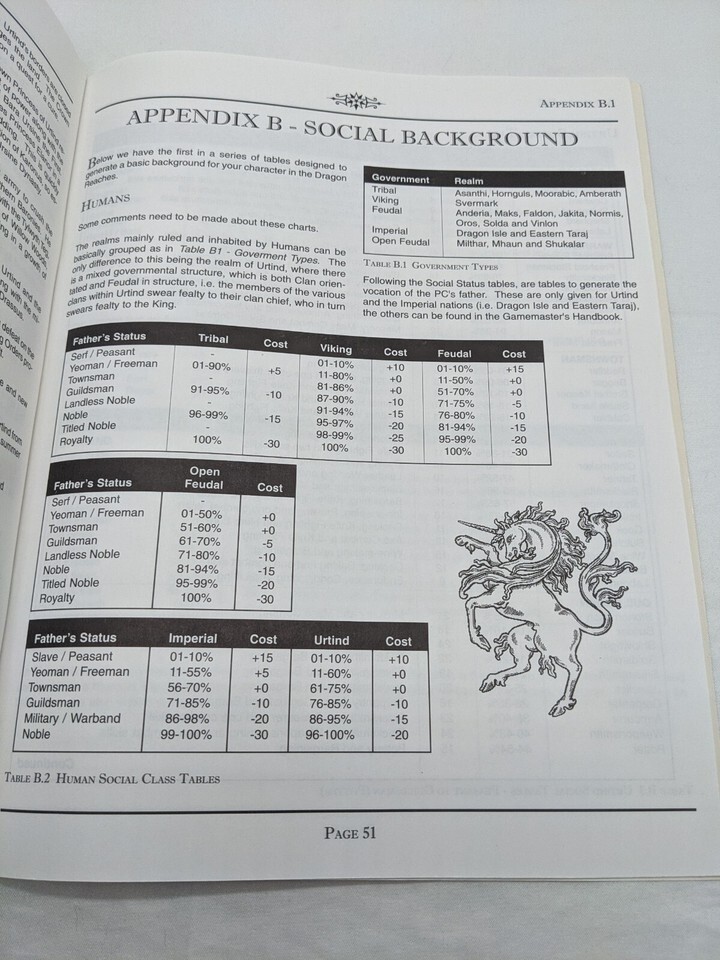 APPENDIX B.1
APPENDIX B - SOCIAL BACKGROUND
Below we have the first in a series of tables designed to
generate a basic background for your character in the Dragon
Reaches.
HUMANS
Some comments need to be made about these charts.
The realms mainly ruled and inhabited by Humans can be
basically grouped as in Table B1 - Goverment Types. The
only difference to this being the realm of Urtind, where there
is a mixed governmental structure, which is both Clan orien-
tated and Feudal in structure, i.e. the members of the various
clans within Urtind swear fealty to their clan chief, who in turn
swears fealty to the King.
Government Realm
Tribal Asanthi, Hornguls, Moorabic, Amberath
Viking Svermark
Feudal Anderia, Maks, Faldon, Jakita, Normis,
Oros, Solda and Vinlon
Imperial Dragon Isle and Eastern Taraj
Open Feudal Milthar, Mhaun and Shukalar
TABLE B.1 GOVERNMENT TYPES
Following the Social Status tables, are tables to generate the
vocation of the PC's father. These are only given for Urtind
and the Imperial nations (i.e. Dragon Isle and Eastern Taraj),
the others can be found in the Gamemaster's Handbook.
Father's Status Tribal Cost Viking Cost Feudal Cost
Serf / Peasant - 01-10% +10 01-10% +15
Yeoman / Freeman 01-90% +5 11-80% +0 11-50% +0
Townsman - 81-86% +0 51-70% +0
Guildsman 91-95% -10 87-90% -10 71-75% -5
Landless Noble - 91-94% -15 76-80% -10
Noble 96-99% -15 95-97% -20 81-94% -15
Titled Noble - 98-99% -25 95-99% -20
Royalty 100% -30 100% -30 100% -30
Father's Status Open Feudal Cost
Serf / Peasant -
Yeoman / Freeman 01-50% +0
Townsman 51-60% +0
Guildsman 61-70% -5
Landless Noble 71-80% -10
Noble 81-94% -15
Titled Noble 95-99% -20
Royalty 100% -30
Father's Status Imperial Cost Urtind Cost
Slave / Peasant 01-10% +15 01-10% +10
Yeoman / Freeman 11-55% +5 11-60% +0
Townsman 56-70% +0 61-75% +0
Guildsman 71-85% -10 76-85% -10
Military / Warband 86-98% -20 86-95% -15
Noble 99-100% -30 96-100% -20
TABLE B.2 HUMAN SOCIAL CLASS TABLES
PAGE 51